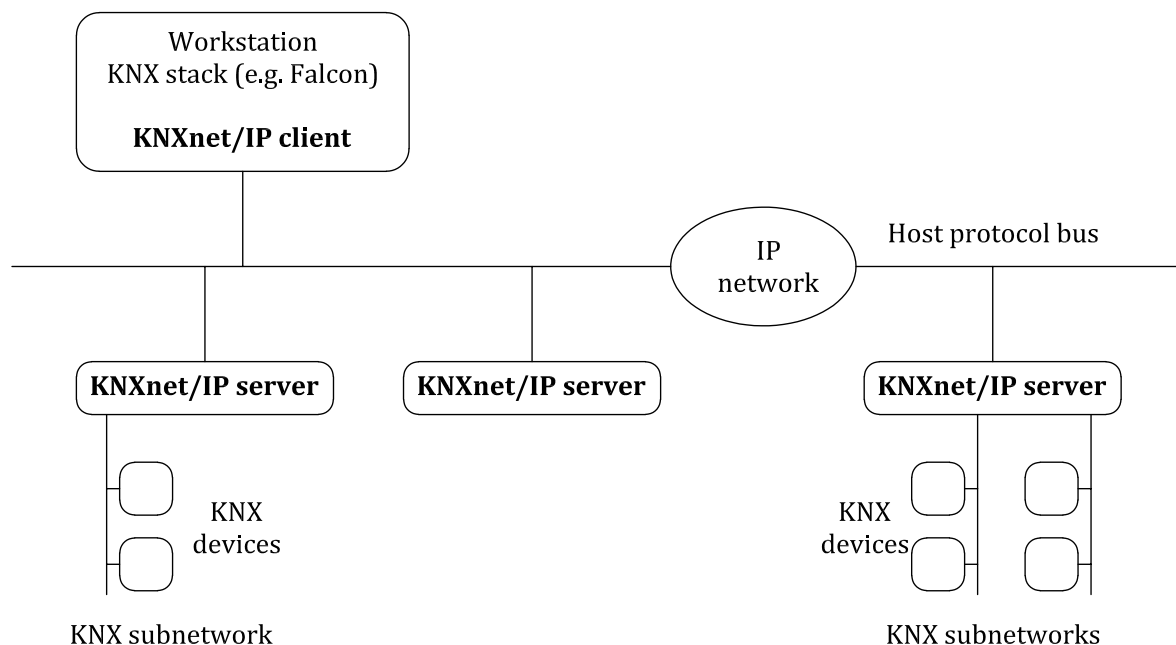 Workstation
KNX stack (e.g. Falcon)
KNXnet/IP client
IP
network
Host protocol bus
KNXnet/IP server
KNXnet/IP server
KNXnet/IP server
KNX
devices
KNX
devices
KNX subnetwork
KNX subnetworks